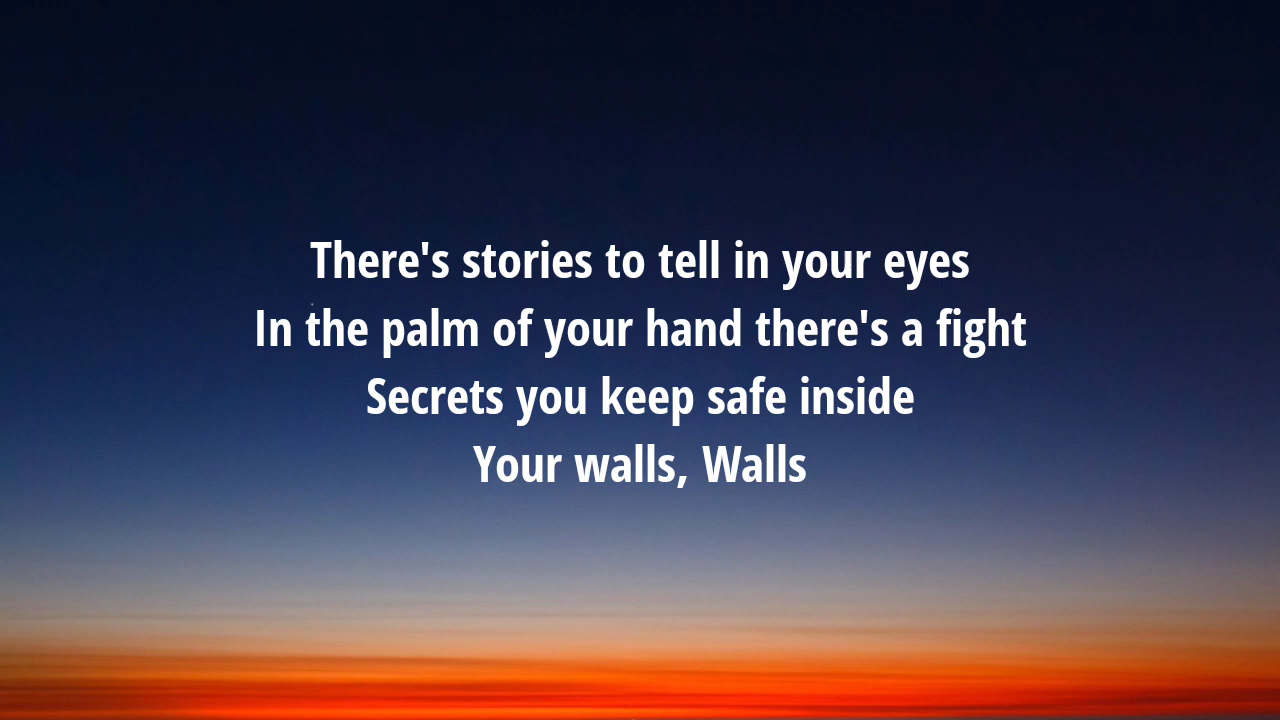 There's stories to tell in your eyes
In the palm of your hand there's a fight
Secrets you keep safe inside
Your walls, Walls